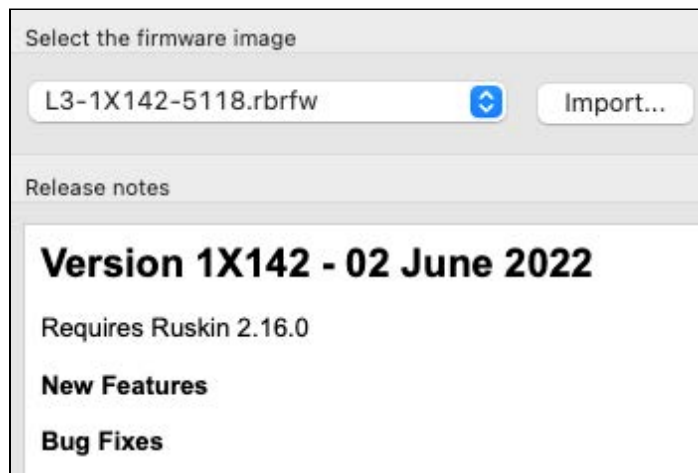 Select the firmware image
L3-1X142-5118.rbrfw
Import...
Release notes
Version 1X142 - 02 June 2022
Requires Ruskin 2.16.0
New Features
Bug Fixes